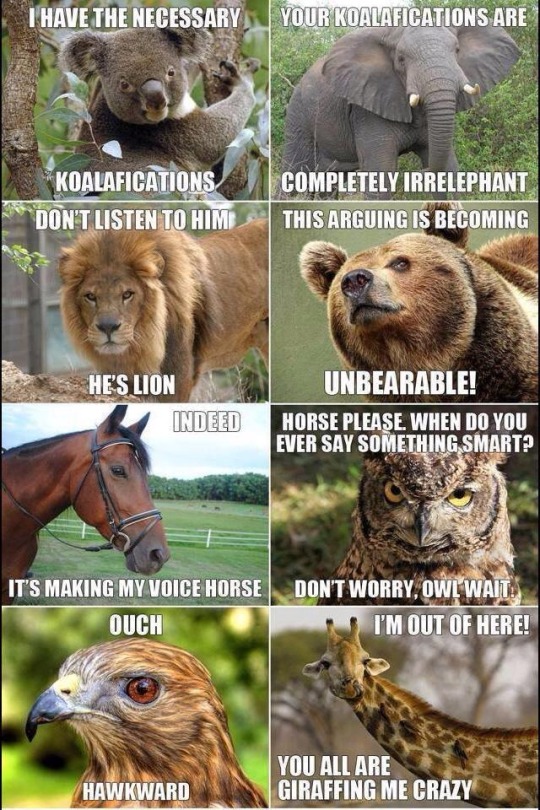 I HAVE THE NECESSARY
KOALAFICATIONS
YOUR KOALAFICATIONS ARE
COMPLETELY IRRELEPHANT
DON'T LISTEN TO HIM
HE'S LION
THIS ARGUING IS BECOMING
UNBEARABLE!
INDEED
IT'S MAKING MY VOICE HORSE
HORSE PLEASE. WHEN DO YOU
EVER SAY SOMETHING SMART?
DON'T WORRY, OWL WAIT.
OUCH
HAWKWARD
I'M OUT OF HERE!
YOU ALL ARE
GIRAFFING ME CRAZY